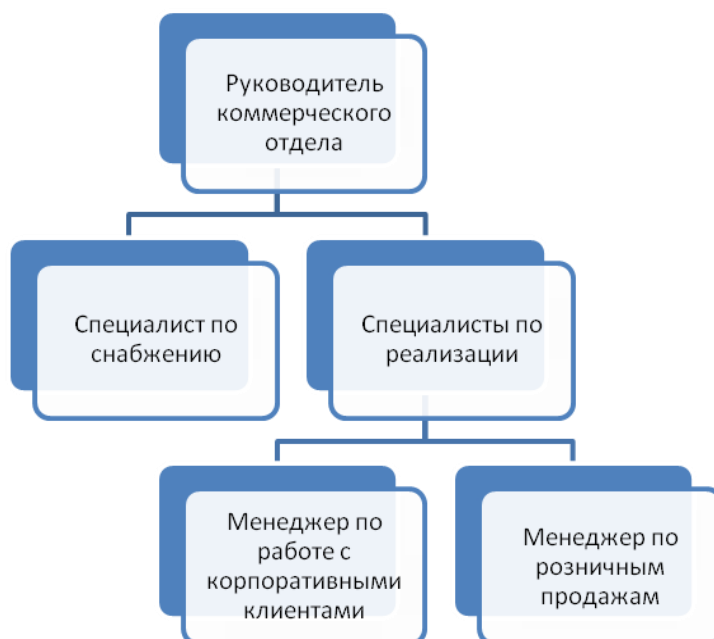 Руководитель
коммерческого
отдела
Специалист по
снабжению
Специалисты по
реализации
Менеджер по
работе с
корпоративными
клиентами
Менеджер по
розничным
продажам